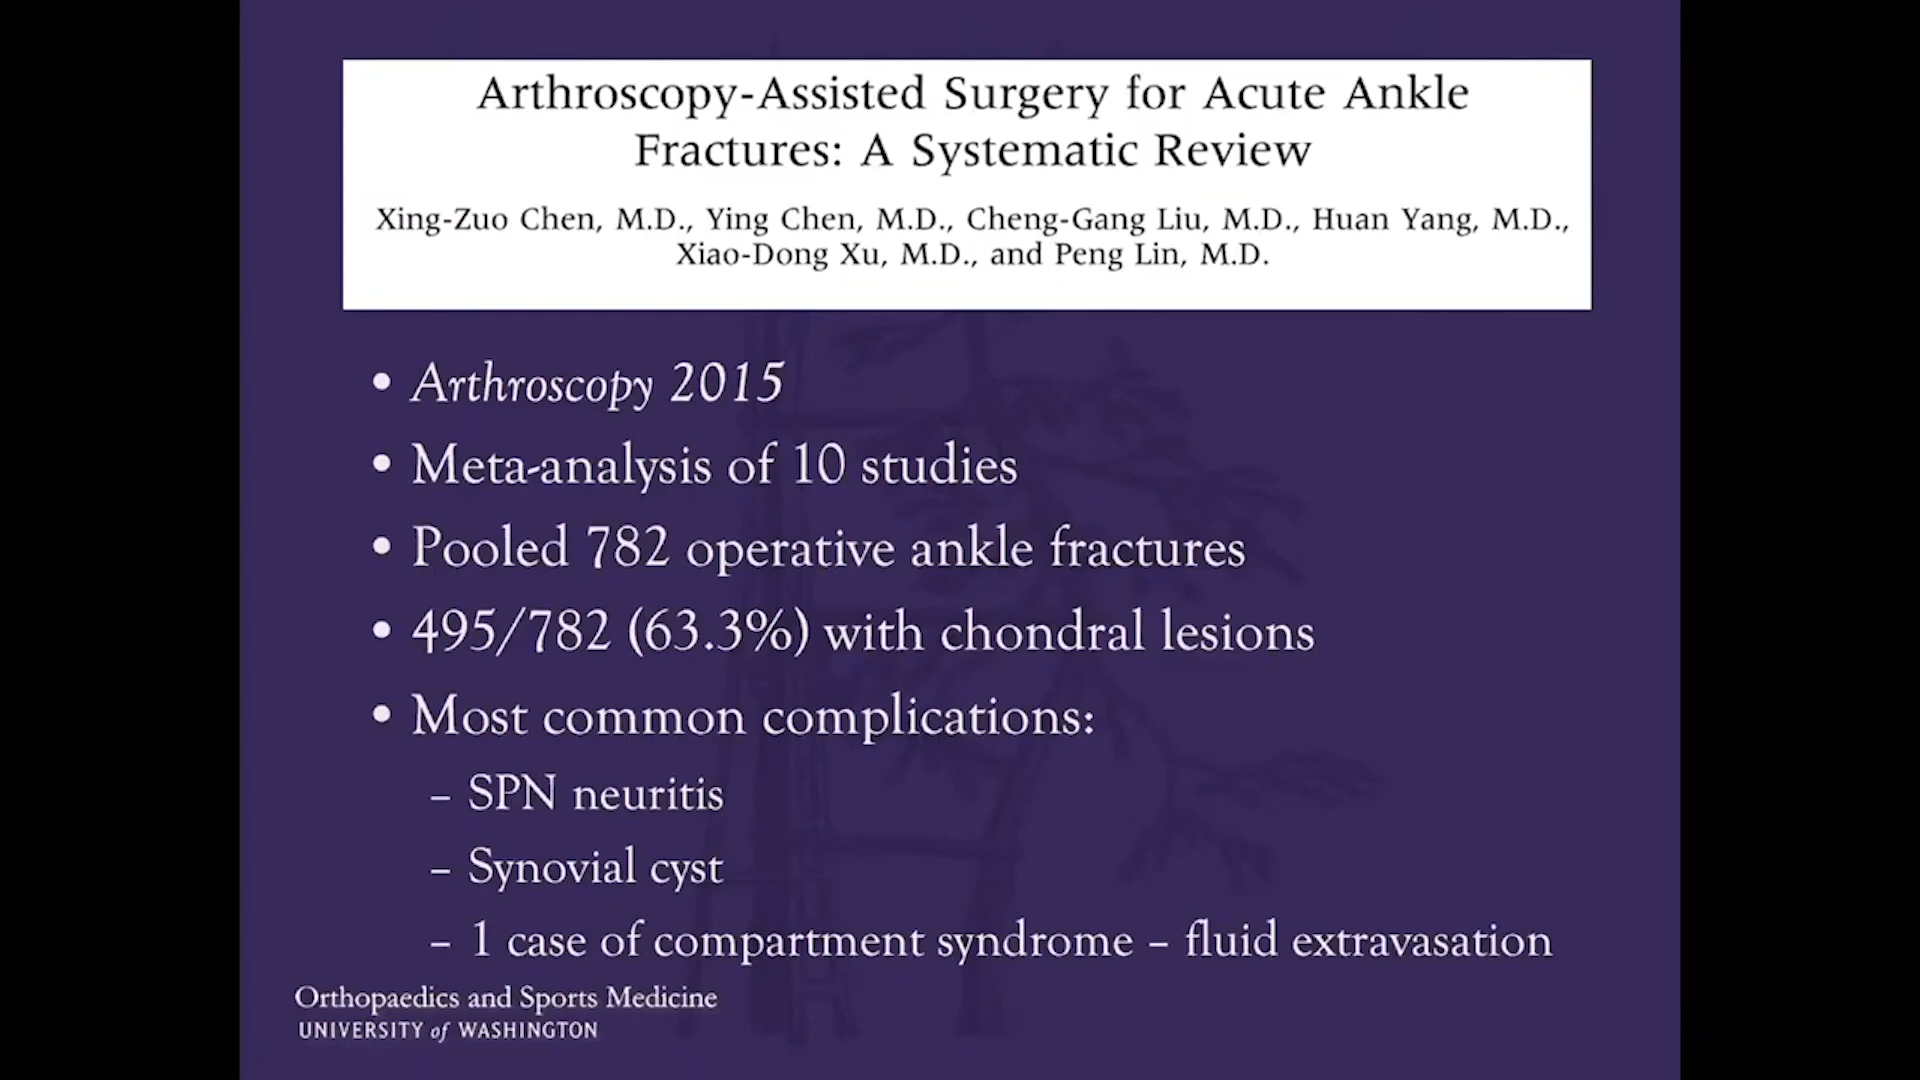 Arthroscopy-Assisted Surgery for Acute Ankle
Fractures: A Systematic Review
Xing-Zuo Chen, M.D., Ying Chen, M.D., Cheng-Gang Liu, M.D., Huan Yang, M.D.,
Xiao-Dong Xu, M.D., and Peng Lin, M.D.
• Arthroscopy 2015
• Meta-analysis of 10 studies
• Pooled 782 operative ankle fractures
• 495/782 (63.3%) with chondral lesions
• Most common complications:
– SPN neuritis
– Synovial cyst
– 1 case of compartment syndrome – fluid extravasation
Orthopaedics and Sports Medicine
UNIVERSITY of WASHINGTON